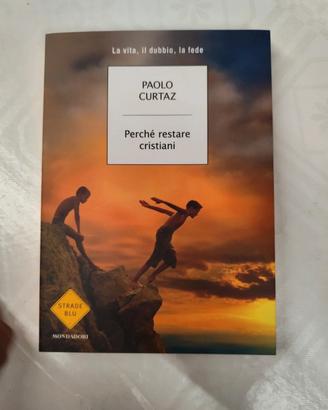 La vita, il dubbio, la fede
PAOLO
CURTAZ
Perché restare
cristiani
STRADE
BLU
MONDADORI